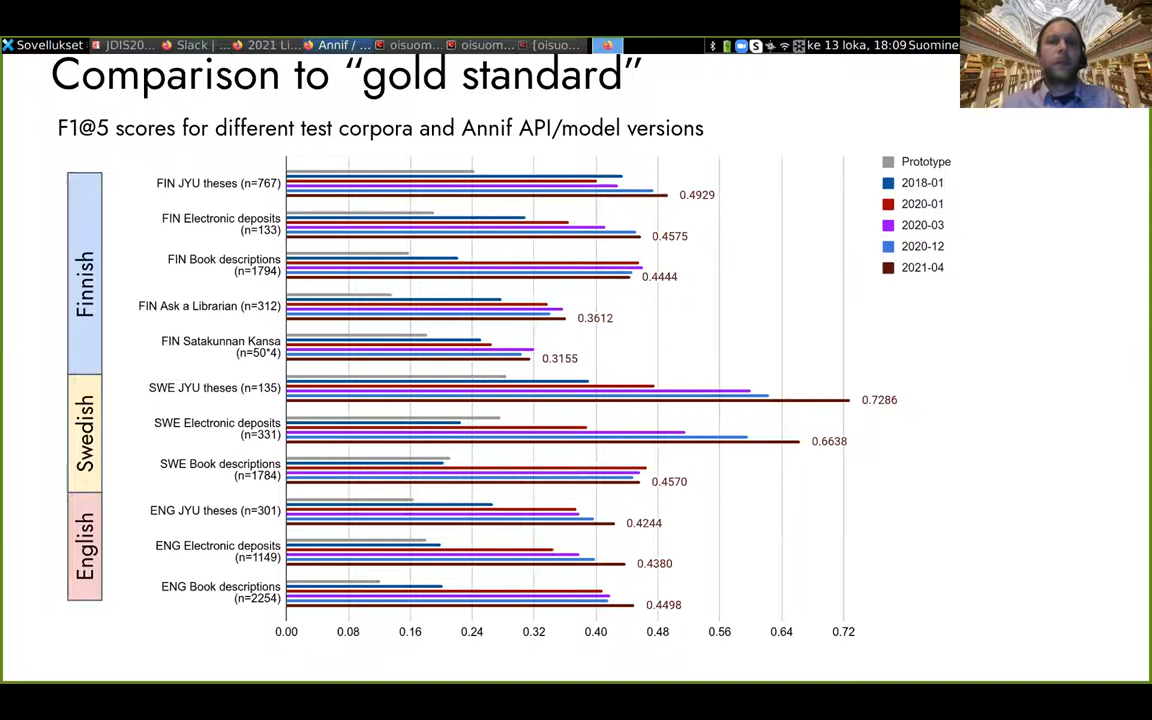 Sovellukset
JDIS20...
Slack | ...
2021 Li...
Annif / ...
oisuom...
oisuom...
[oisuo...
ke 13 loka, 18:09
Suomine
Comparison to “gold standard”
F1@5 scores for different test corpora and Annif API/model versions
Prototype
2018-01
2020-01
2020-03
2020-12
2021-04
Finnish
FIN JYU theses (n=767)
0.4929
FIN Electronic deposits
(n=133)
0.4575
FIN Book descriptions
(n=1794)
0.4444
FIN Ask a Librarian (n=312)
0.3612
FIN Satakunnan Kansa
(n=50*4)
0.3155
Swedish
SWE JYU theses (n=135)
0.7286
SWE Electronic deposits
(n=331)
0.6638
SWE Book descriptions
(n=1784)
0.4570
English
ENG JYU theses (n=301)
0.4244
ENG Electronic deposits
(n=1149)
0.4380
ENG Book descriptions
(n=2254)
0.4498
0.00 0.08 0.16 0.24 0.32 0.40 0.48 0.56 0.64 0.72